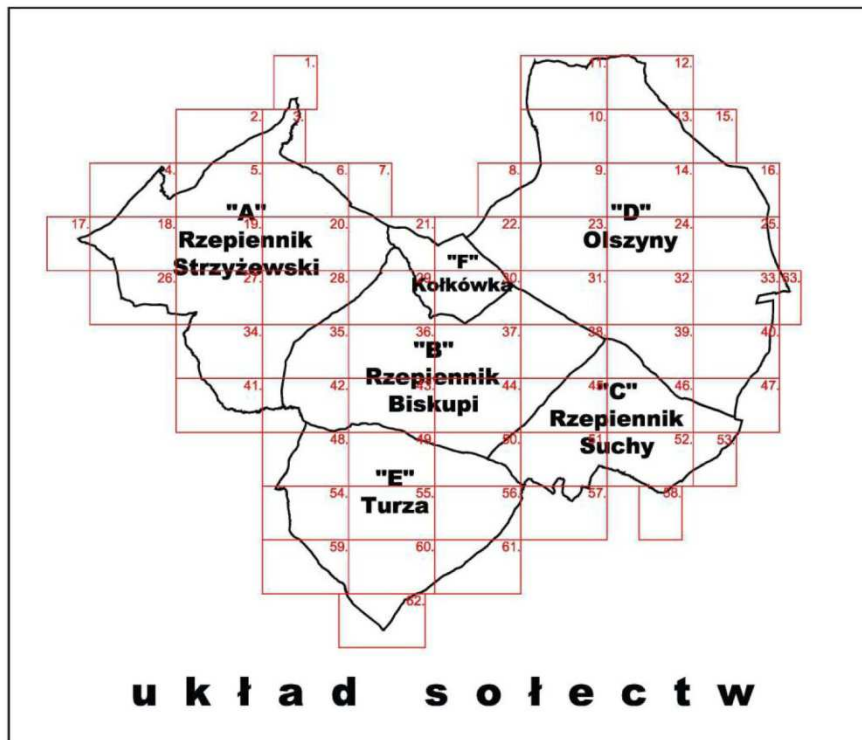 1. 11. 12.
2. 3. 10. 13. 15.
4. 5. 6. 7. 8. 9. 14. 16.
17. 18. 19. 20. 21. 22. 23. 24. 25.
"A"
Rzepiennik
Strzyżewski
"D"
Olszyny
"F"
Kołkówka
26. 27. 28. 29. 30. 31. 32. 33. 63.
34. 35. 36. 37. 38. 39. 40.
"B"
Rzepiennik
Biskupi
41. 42. 43. 44. 45. 46. 47.
"C"
Rzepiennik
Suchy
48. 49. 50. 51. 52. 53.
"E"
Turza
54. 55. 56. 57. 58.
59. 60. 61.
62.
układ sołectw